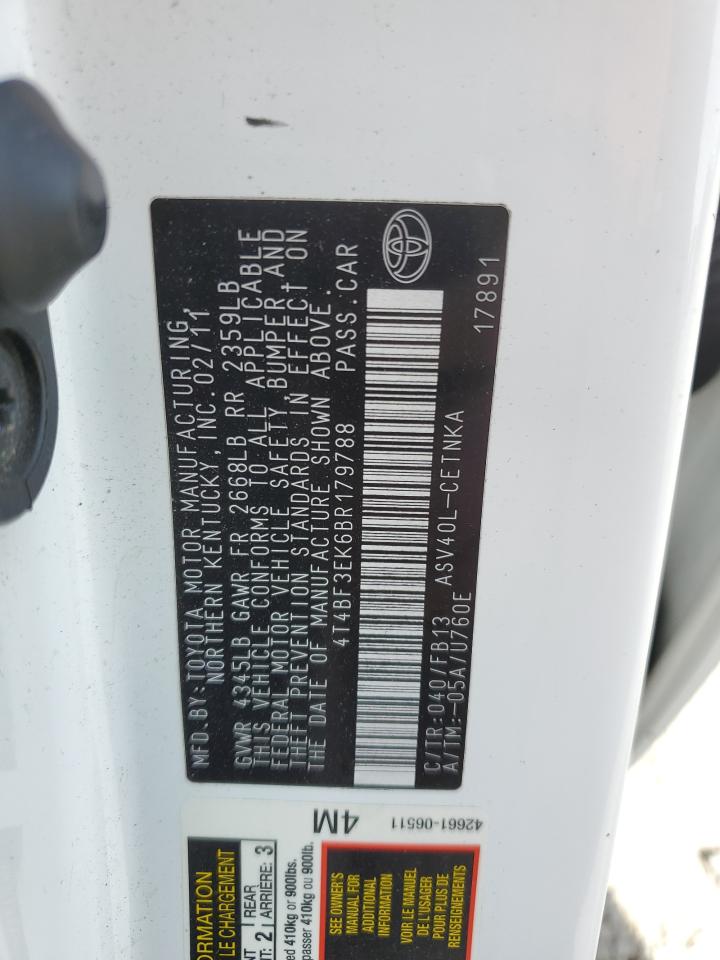 MFD. BY: TOYOTA MOTOR MANUFACTURING,
NORTHERN KENTUCKY, INC. 02/11
GVWR 4345LB GAWR FR 2668LB RR 2359LB
THIS VEHICLE CONFORMS TO ALL APPLICABLE
FEDERAL MOTOR VEHICLE SAFETY, BUMPER, AND
THEFT PREVENTION STANDARDS IN EFFECT ON
THE DATE OF MANUFACTURE SHOWN ABOVE.
4T4BF3EK6BR179788 PASS.CAR
C/TR:040/FB13 ASV40L-CETNKA
A/TM:-05A/U760E 17891
4M
42661-06511
ORMATION
LE CHARGEMENT
NT REAR 3
NT: 2 ARRIÈRE:
ed 410kg or 900lbs.
passer 410kg ou 900lb.
SEE OWNER'S
MANUAL FOR
ADDITIONAL
INFORMATION
VOIR LE MANUEL
DE L'USAGER
POUR PLUS DE
RENSEIGNEMENTS